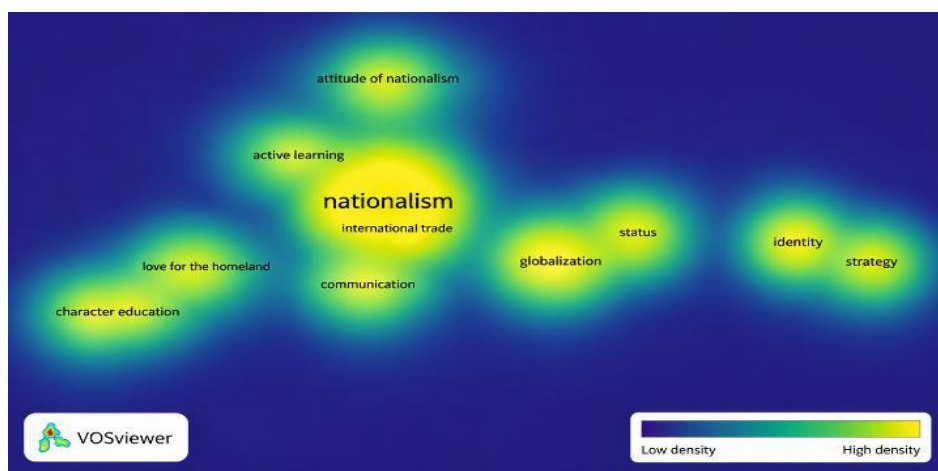 attitude of nationalism
active learning
nationalism
international trade
status
identity
globalization
strategy
love for the homeland
communication
character education
VOSviewer
Low density
High density